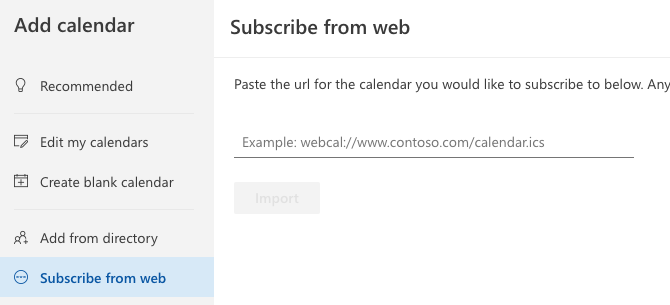 Add calendar
Recommended
Edit my calendars
Create blank calendar
Add from directory
Subscribe from web
Subscribe from web
Paste the url for the calendar you would like to subscribe to below. Any
Example: webcal://www.contoso.com/calendar.ics
Import